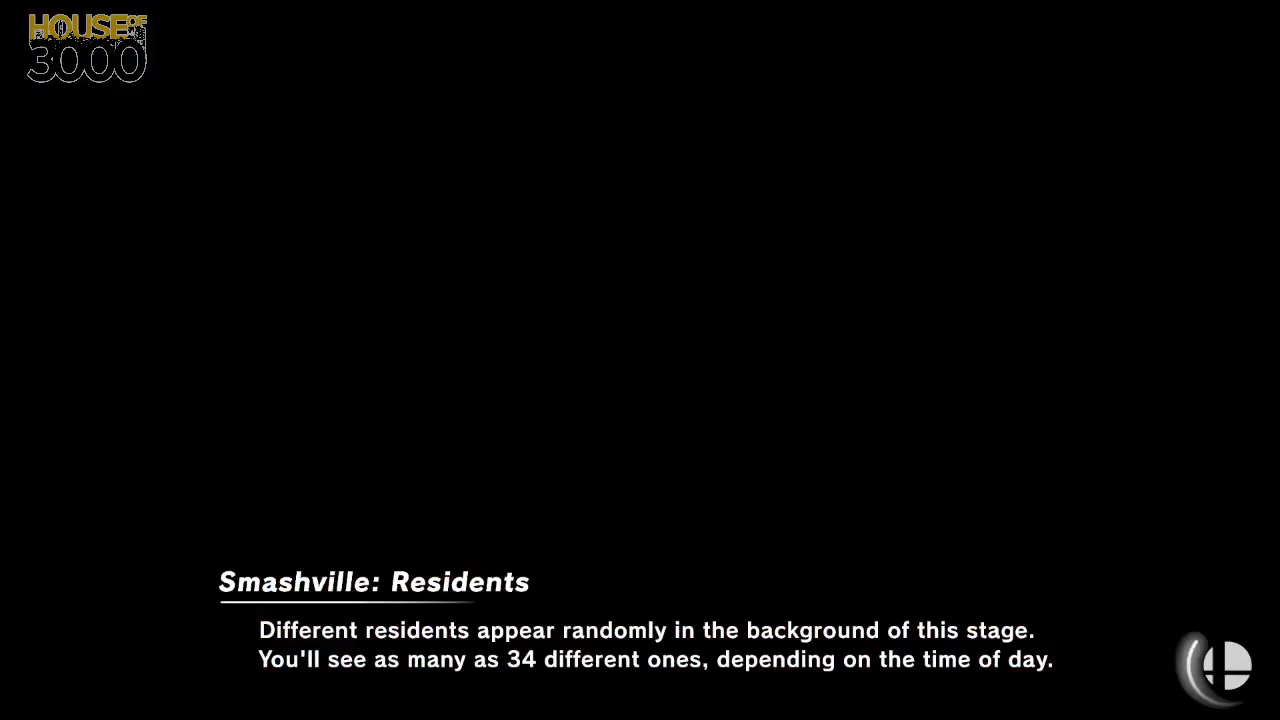 HOUSE OF
3000
Smashville: Residents
Different residents appear randomly in the background of this stage.
You'll see as many as 34 different ones, depending on the time of day.